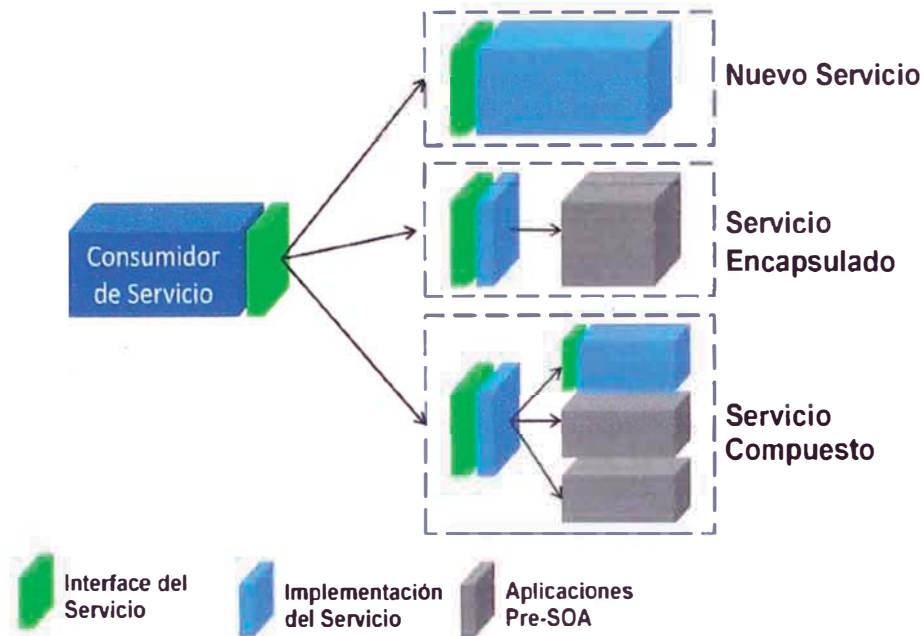 Nuevo Servicio
Consumidor
de Servicio
Servicio
Encapsulado
Servicio
Compuesto
Interface del
Servicio
Implementación
del Servicio
Aplicaciones
Pre-SOA